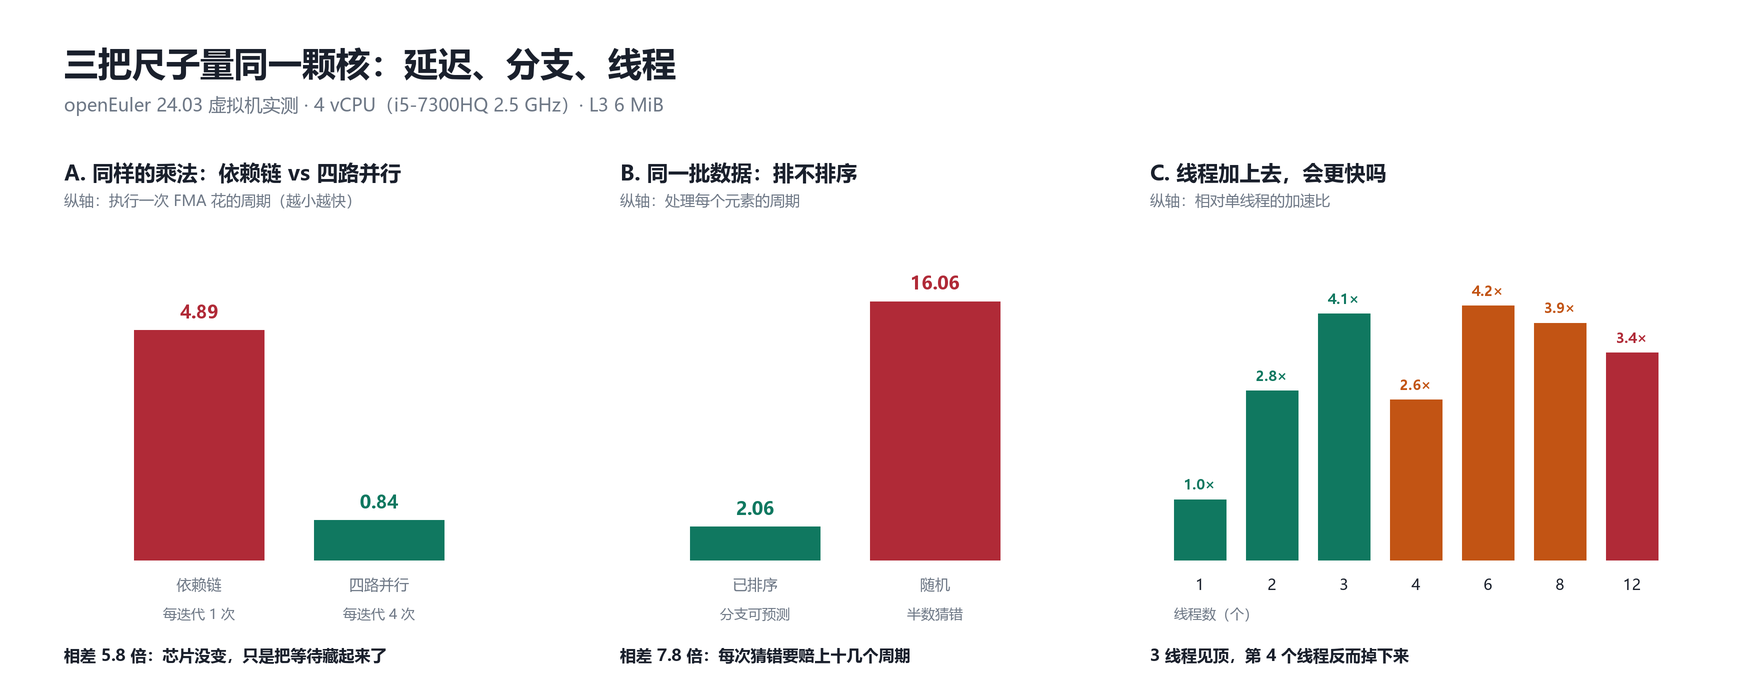 三把尺子量同一颗核：延迟、分支、线程
openEuler 24.03 虚拟机实测 · 4 vCPU（i5-7300HQ 2.5 GHz）· L3 6 MiB
A. 同样的乘法：依赖链 vs 四路并行
纵轴：执行一次 FMA 花的周期（越小越快）
4.89
0.84
依赖链
四路并行
每迭代 1 次
每迭代 4 次
相差 5.8 倍：芯片没变，只是把等待藏起来了
B. 同一批数据：排不排序
纵轴：处理每个元素的周期
2.06
16.06
已排序
随机
分支可预测
半数猜错
相差 7.8 倍：每次猜错要赔上十几个周期
C. 线程加上去，会更快吗
纵轴：相对单线程的加速比
1.0×
2.8×
4.1×
2.6×
4.2×
3.9×
3.4×
1 2 3 4 6 8 12
线程数（个）
3 线程见顶，第 4 个线程反而掉下来